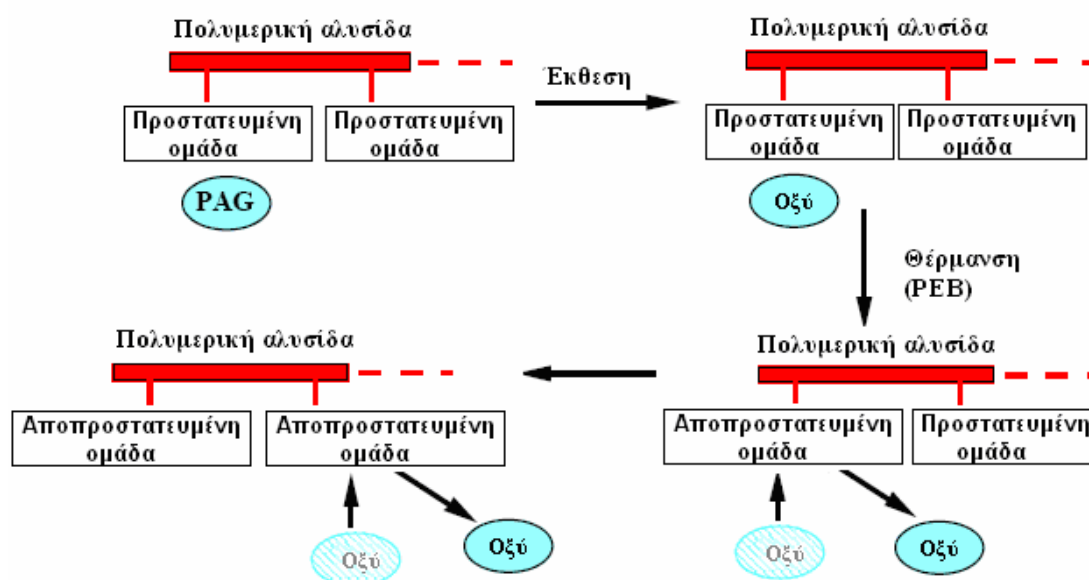 Πολυμερική αλυσίδα
Προστατευμένη
ομάδα
Προστατευμένη
ομάδα
PAG
Έκθεση
Πολυμερική αλυσίδα
Προστατευμένη
ομάδα
Προστατευμένη
ομάδα
Οξύ
Θέρμανση
(PEB)
Πολυμερική αλυσίδα
Αποπροστατευμένη
ομάδα
Προστατευμένη
ομάδα
Οξύ
Οξύ
Πολυμερική αλυσίδα
Αποπροστατευμένη
ομάδα
Αποπροστατευμένη
ομάδα
Οξύ
Οξύ